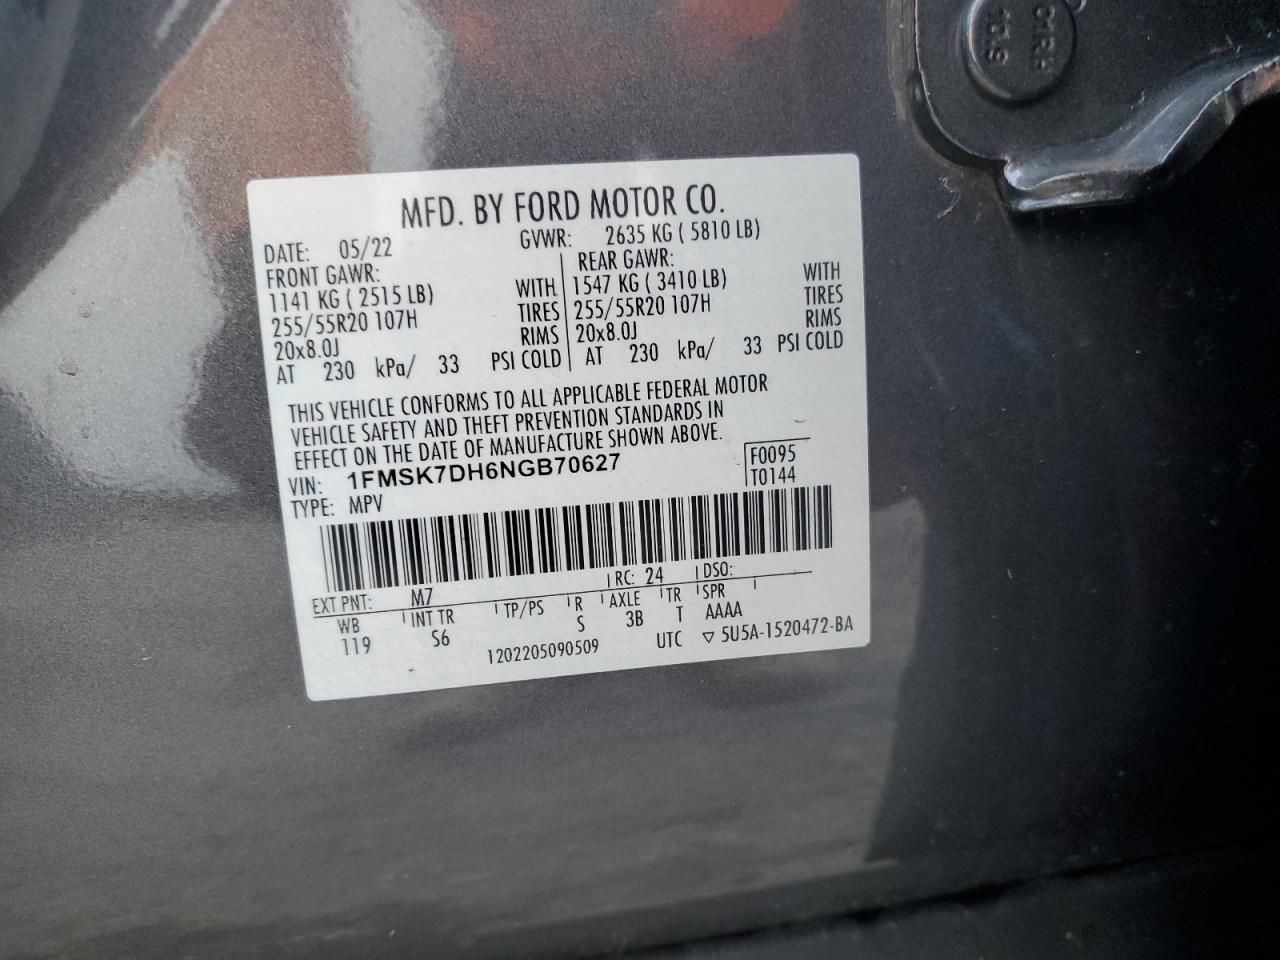 MFD. BY FORD MOTOR CO.
DATE: 05/22 GVWR: 2635 KG ( 5810 LB)
FRONT GAWR: REAR GAWR:
1141 KG ( 2515 LB) WITH 1547 KG ( 3410 LB) WITH
255/55R20 107H TIRES 255/55R20 107H TIRES
20x8.0J RIMS 20x8.0J RIMS
AT 230 kPa/ 33 PSI COLD AT 230 kPa/ 33 PSI COLD
THIS VEHICLE CONFORMS TO ALL APPLICABLE FEDERAL MOTOR
VEHICLE SAFETY AND THEFT PREVENTION STANDARDS IN
EFFECT ON THE DATE OF MANUFACTURE SHOWN ABOVE.
VIN: 1FMSK7DH6NGB70627 F0095
TYPE: MPV T0144
EXT PNT: M7 RC: 24 DSO:
WB INT TR TP/PS R AXLE TR SPR
119 S6 S 3B T AAAA
1202205090509 UTC ▽ 5U5A-1520472-BA